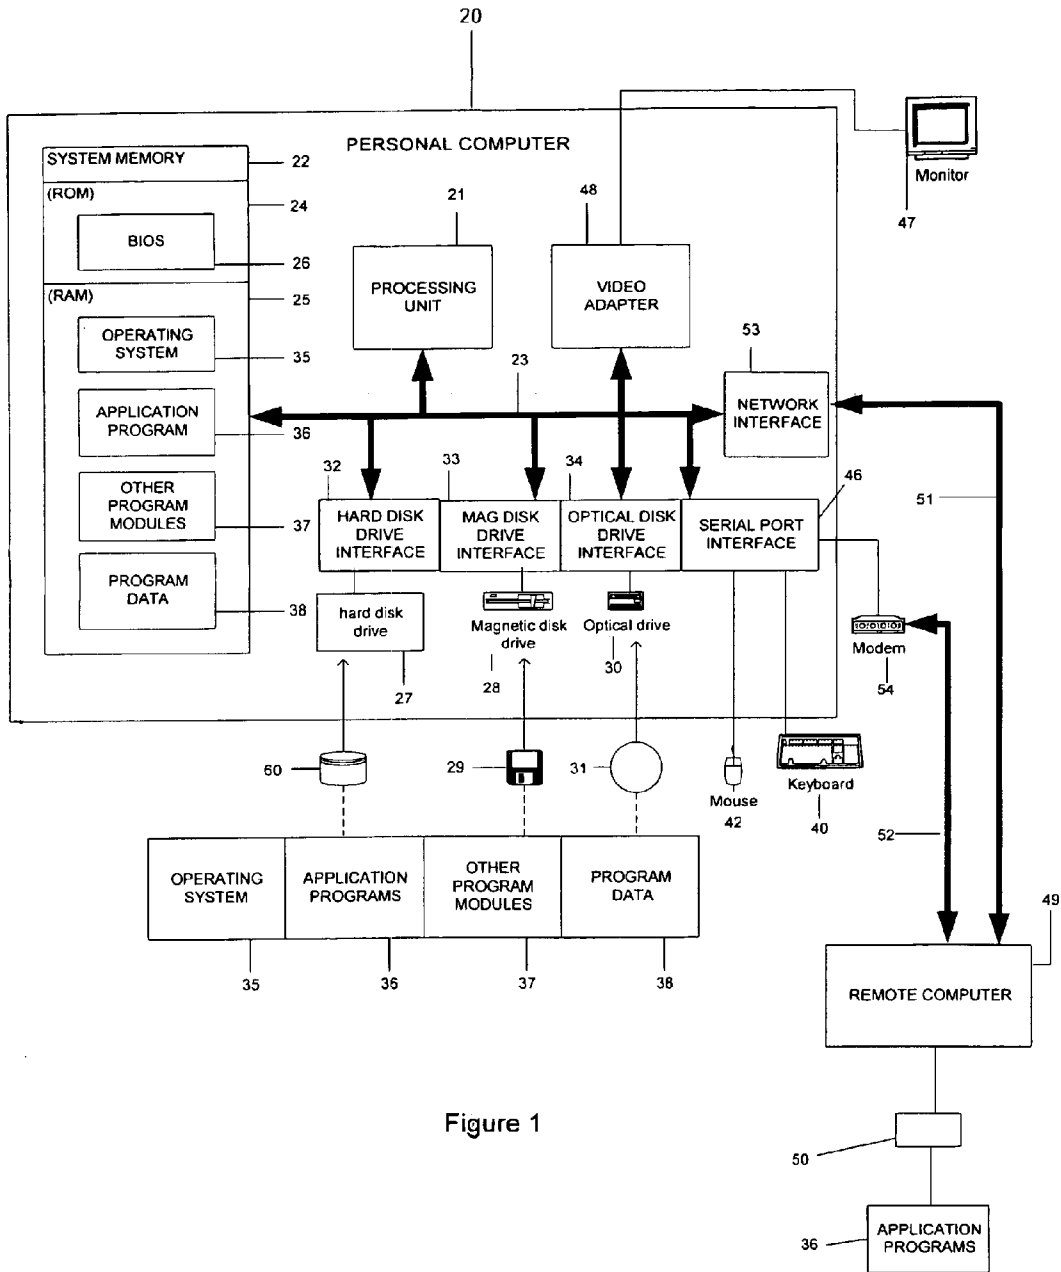 20
PERSONAL COMPUTER
SYSTEM MEMORY
22
(ROM)
24
BIOS
26
(RAM)
25
OPERATING
SYSTEM
35
APPLICATION
PROGRAM
36
OTHER
PROGRAM
MODULES
37
PROGRAM
DATA
38
21
PROCESSING
UNIT
48
VIDEO
ADAPTER
Monitor
47
53
NETWORK
INTERFACE
23
32
HARD DISK
DRIVE
INTERFACE
33
MAG DISK
DRIVE
INTERFACE
34
OPTICAL DISK
DRIVE
INTERFACE
46
SERIAL PORT
INTERFACE
51
hard disk
drive
27
Magnetic disk
drive
28
Optical drive
30
Modem
54
60
29
31
Mouse
42
Keyboard
40
52
OPERATING
SYSTEM
APPLICATION
PROGRAMS
OTHER
PROGRAM
MODULES
PROGRAM
DATA
35
36
37
38
49
REMOTE COMPUTER
Figure 1
50
36
APPLICATION
PROGRAMS